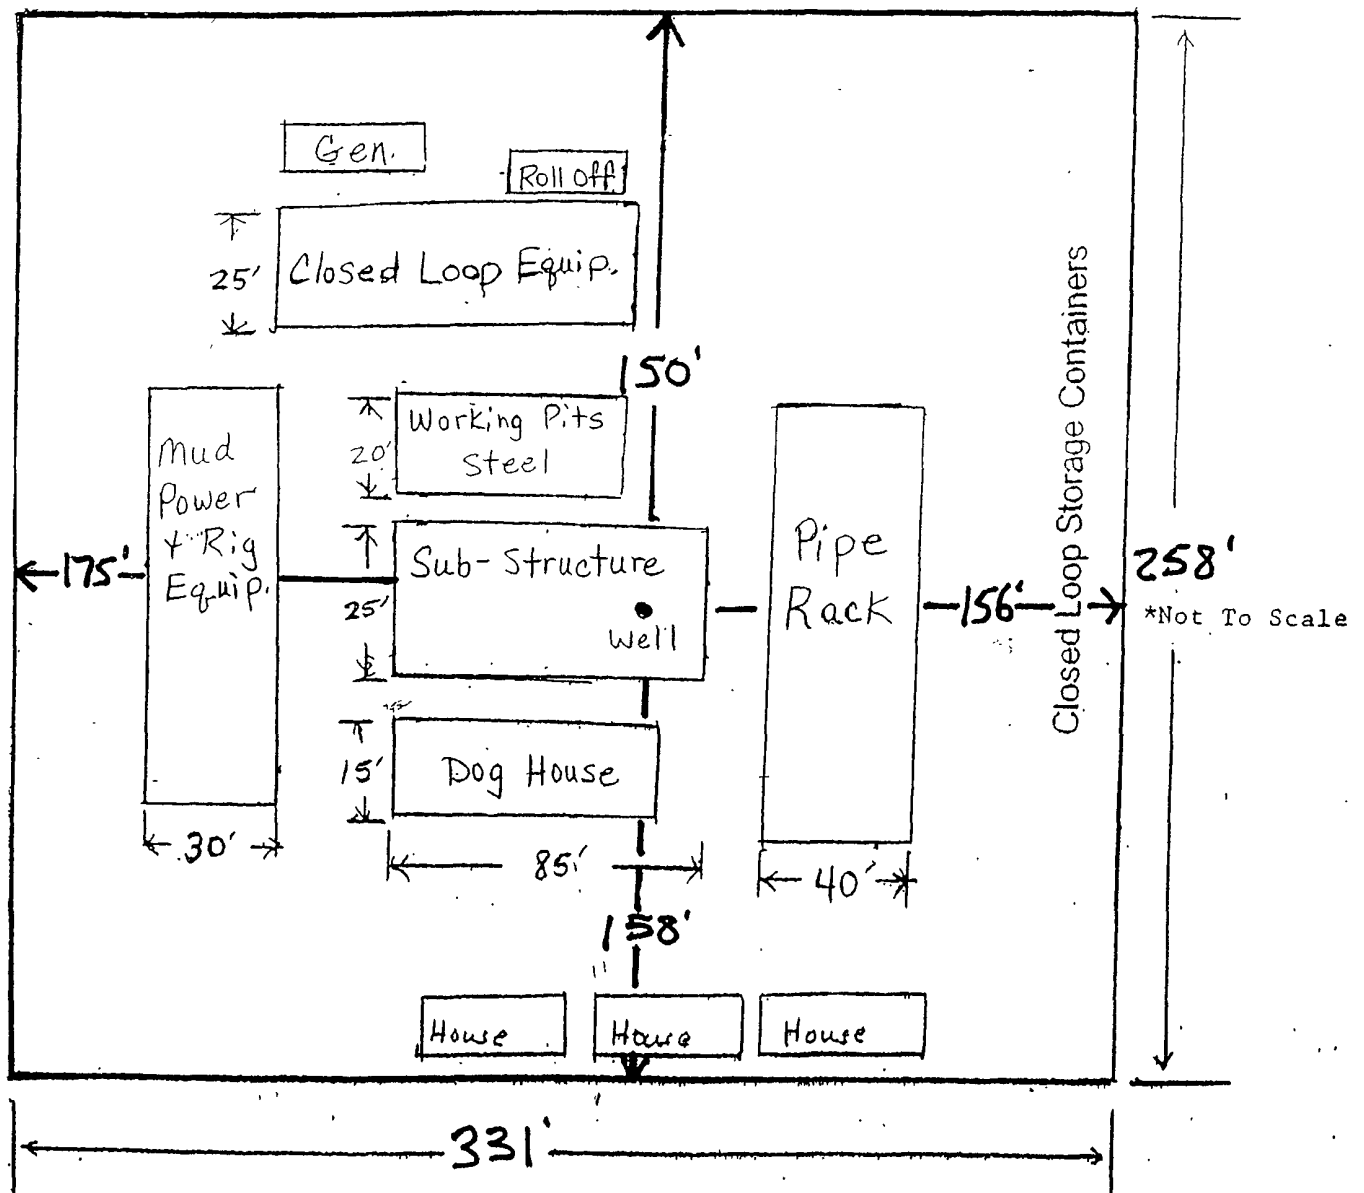 Gen.
Roll off
25'
Closed Loop Equip.
150'
Closed Loop Storage Containers
Mud
Power
+ Rig
Equip.
20'
Working Pits
Steel
175'
25'
Sub-Structure
Well
Pipe
Rack
156'
258'
*Not To Scale
15'
Dog House
30'
85'
40'
158'
House
House
House
331'